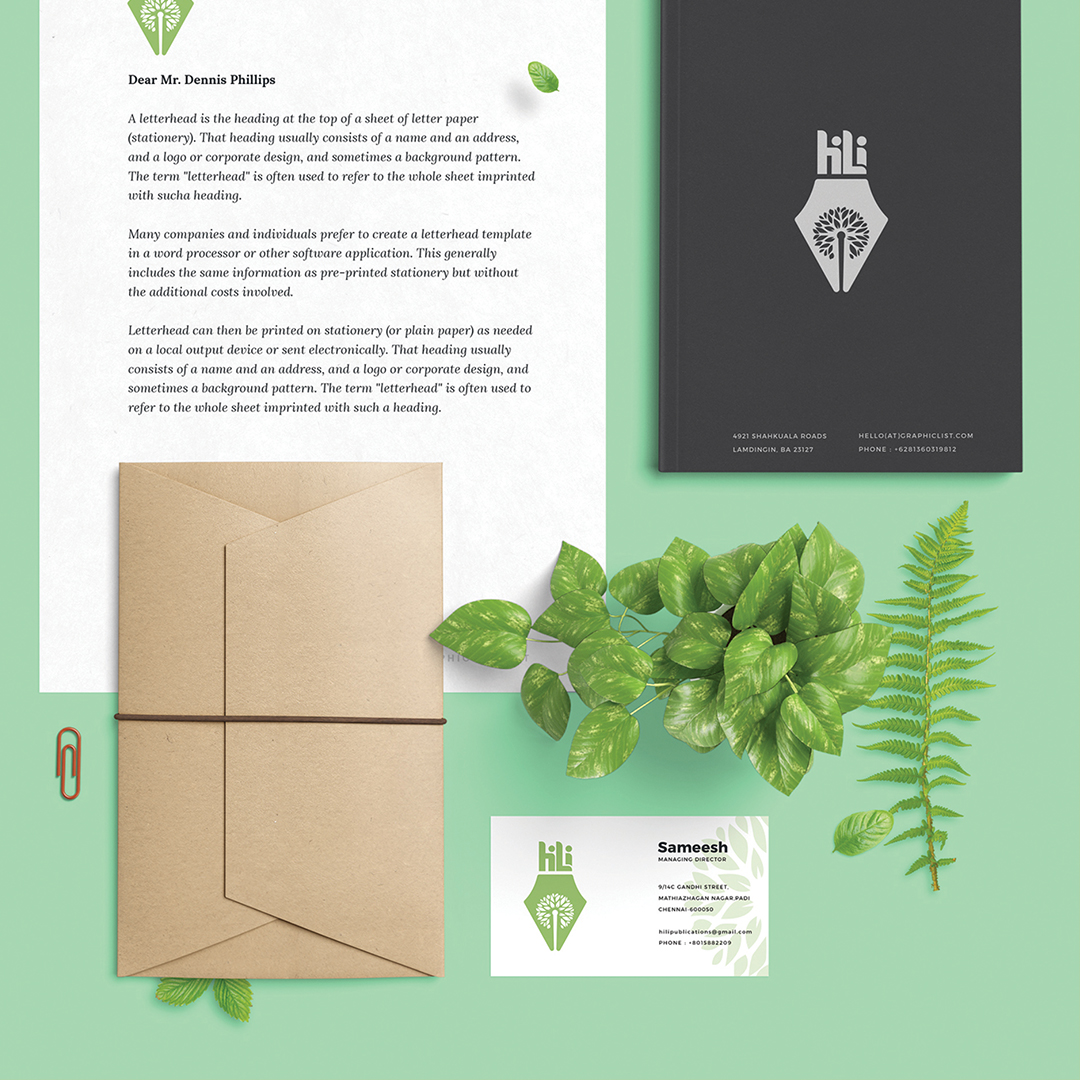 Dear Mr. Dennis Phillips
A letterhead is the heading at the top of a sheet of letter paper
(stationery). That heading usually consists of a name and an address,
and a logo or corporate design, and sometimes a background pattern.
The term "letterhead" is often used to refer to the whole sheet imprinted
with sucha heading.
Many companies and individuals prefer to create a letterhead template
in a word processor or other software application. This generally
includes the same information as pre-printed stationery but without
the additional costs involved.
Letterhead can then be printed on stationery (or plain paper) as needed
on a local output device or sent electronically. That heading usually
consists of a name and an address, and a logo or corporate design, and
sometimes a background pattern. The term "letterhead" is often used to
refer to the whole sheet imprinted with such a heading.
hiLi
4921 SHAHKUALA ROADS
LAMDINGIN, BA 23127
HELLO(AT)GRAPHICLIST.COM
PHONE : +6281360319812
hiLi
Sameesh
MANAGING DIRECTOR
9/14C GANDHI STREET,
MATHIAZHAGAN NAGAR.PADI
CHENNAI-600050
hilipublications@gmail.com
PHONE : +8015882209